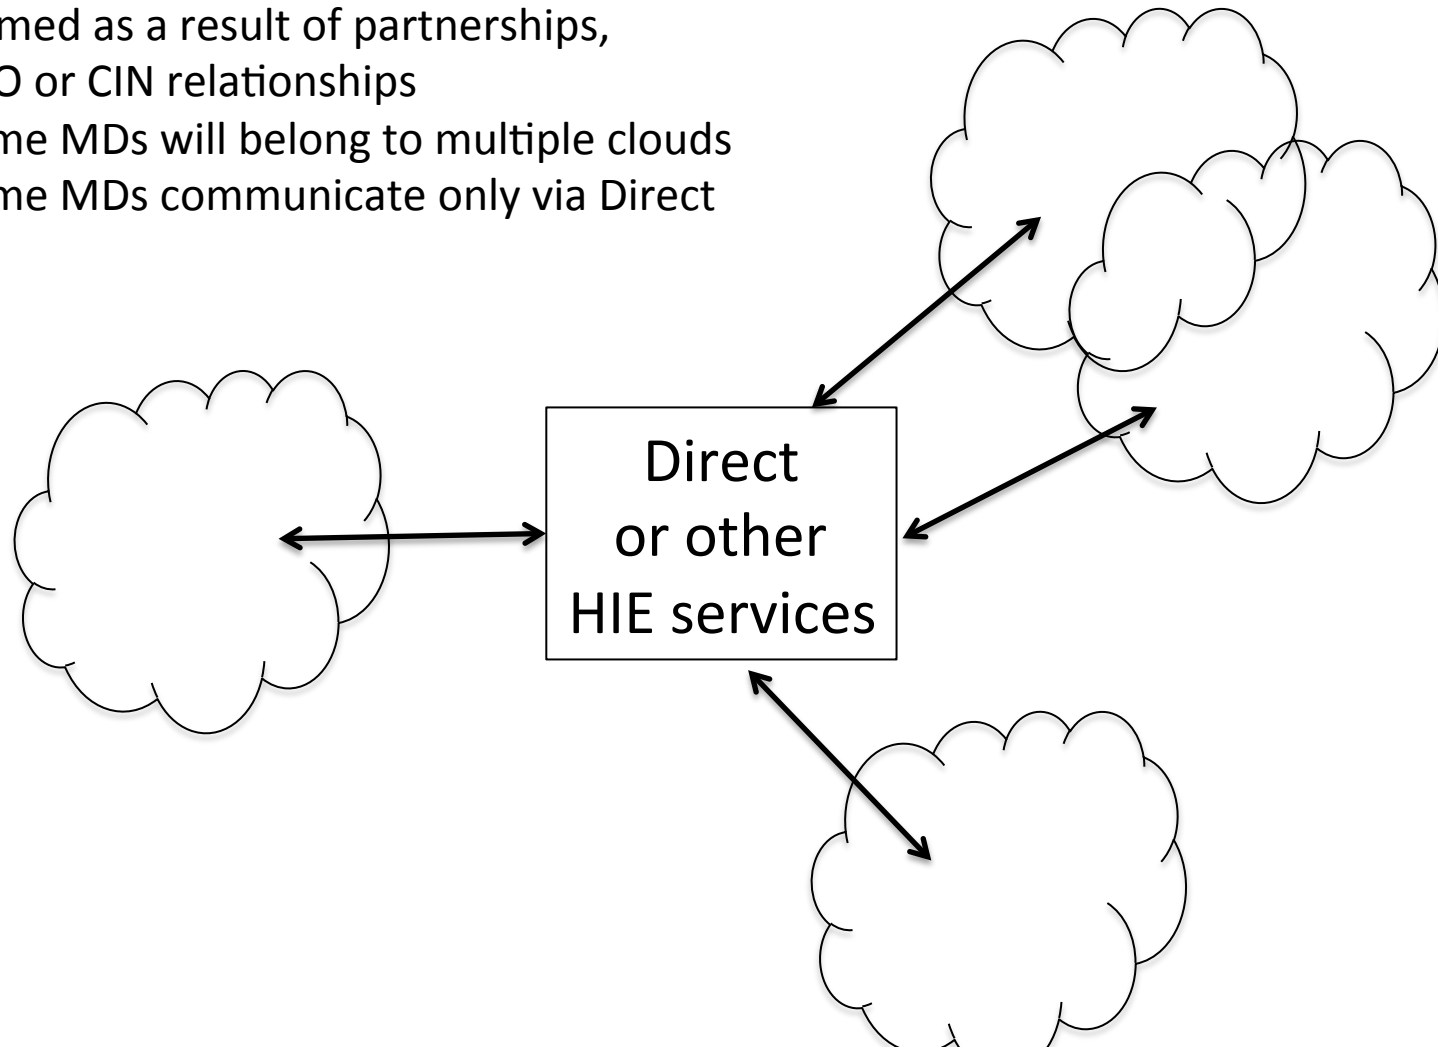 med as a result of partnerships,
O or CIN relationships
me MDs will belong to multiple clouds
me MDs communicate only via Direct
Direct
or other
HIE services